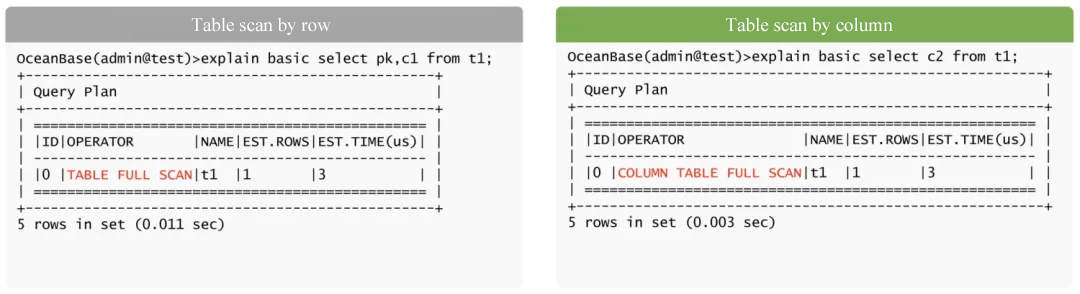 Table scan by row
OceanBase(admin@test)>explain basic select pk,c1 from t1;
+-------------------------------------------------+
| Query Plan                                      |
+-------------------------------------------------+
| =============================================== |
| |ID|OPERATOR       |NAME|EST.ROWS|EST.TIME(us)| |
| ----------------------------------------------- |
| |0 |TABLE FULL SCAN|t1  |1       |3           | |
| =============================================== |
+-------------------------------------------------+
5 rows in set (0.011 sec)
Table scan by column
OceanBase(admin@test)>explain basic select c2 from t1;
+--------------------------------------------------------+
| Query Plan                                             |
+--------------------------------------------------------+
| ====================================================== |
| |ID|OPERATOR              |NAME|EST.ROWS|EST.TIME(us)| |
| ------------------------------------------------------ |
| |0 |COLUMN TABLE FULL SCAN|t1  |1       |3           | |
| ====================================================== |
+--------------------------------------------------------+
5 rows in set (0.003 sec)